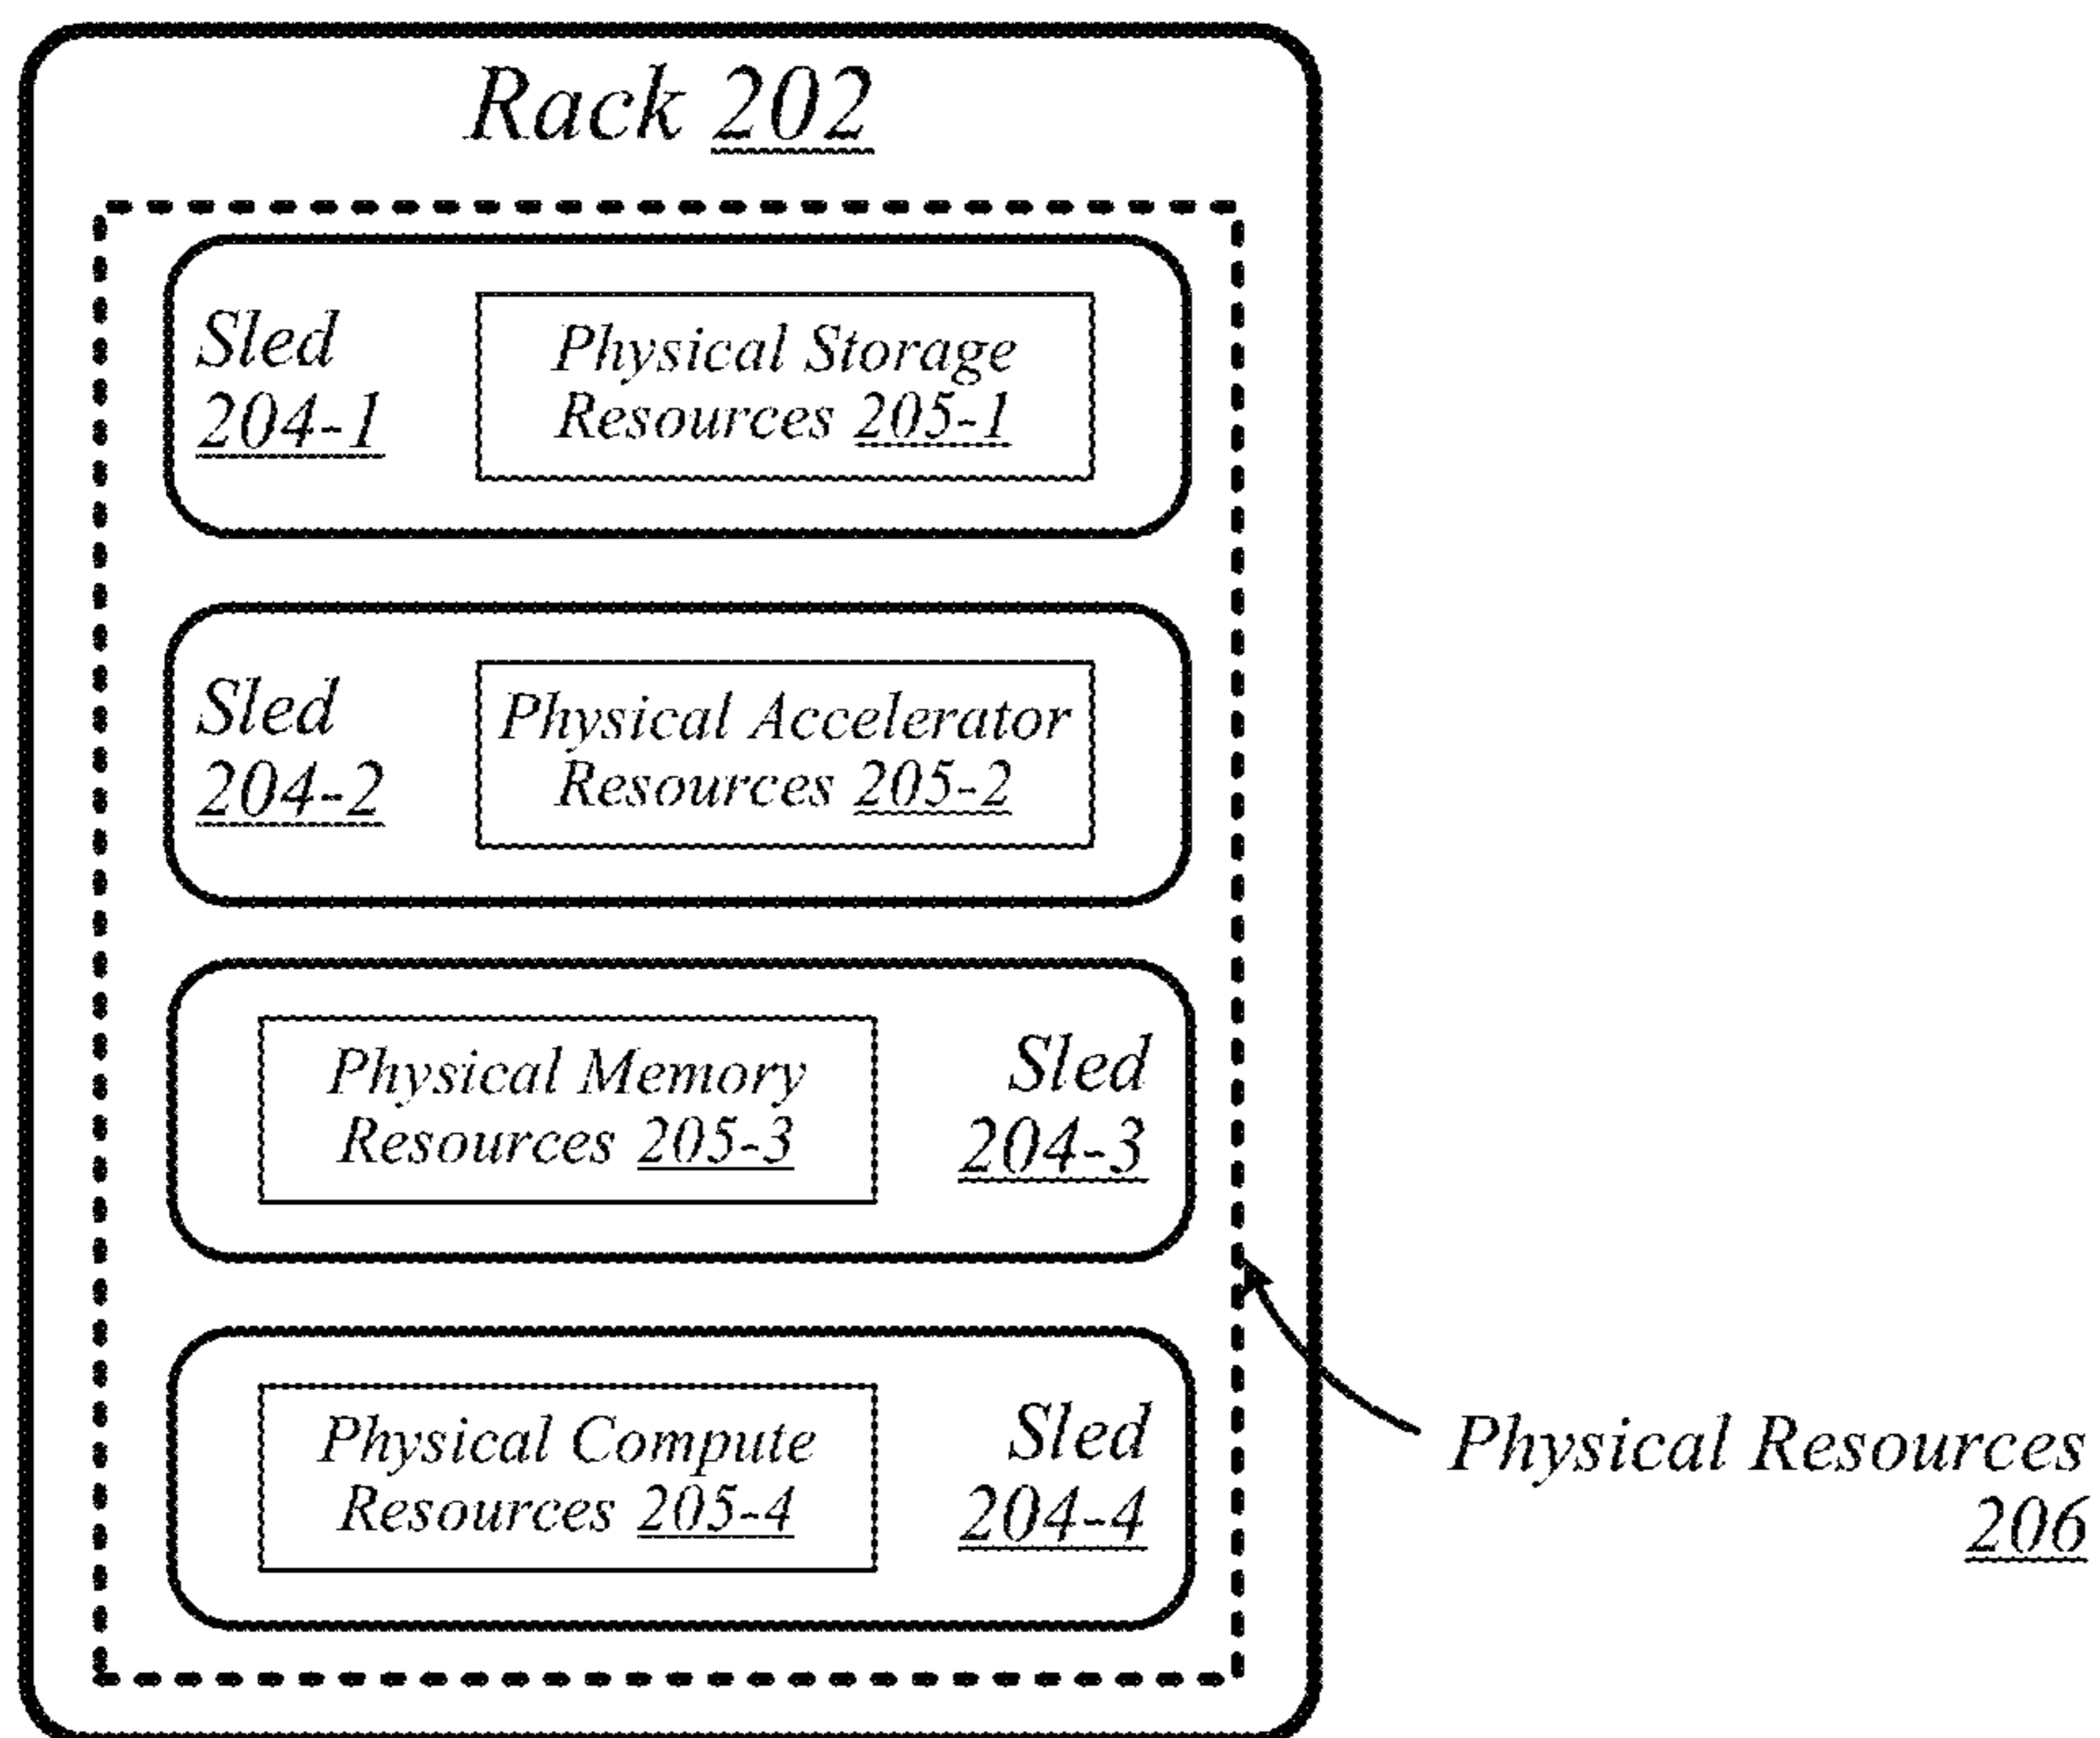 Rack 202
Sled
204-1
Physical Storage
Resources 205-1
Sled
204-2
Physical Accelerator
Resources 205-2
Physical Memory
Resources 205-3
Sled
204-3
Physical Compute
Resources 205-4
Sled
204-4
Physical Resources
206